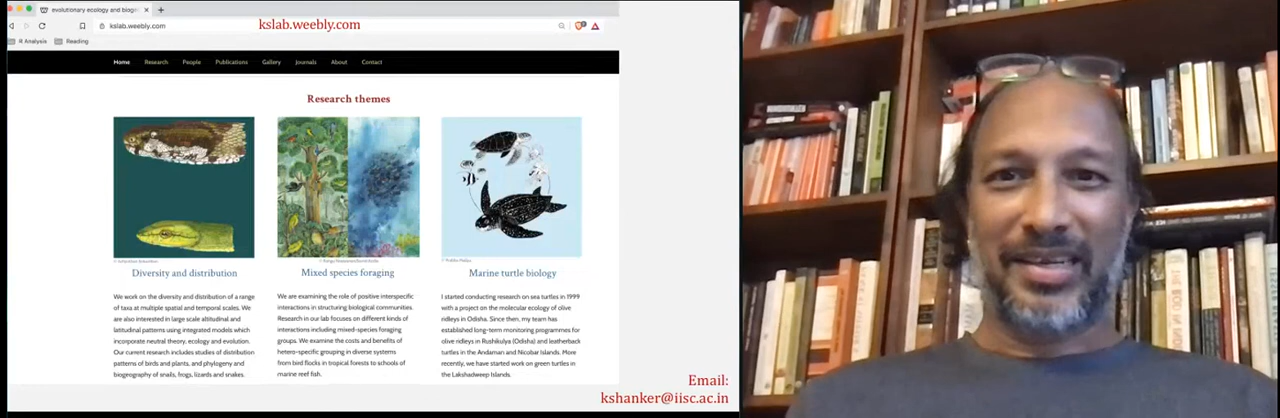 evolutionary ecology and bioge
kslab.weebly.com
kslab.weebly.com
R Analysis Reading
Home Research People Publications Gallery Journals About Contact
Research themes
Diversity and distribution
We work on the diversity and distribution of a range
of taxa at multiple spatial and temporal scales. We
are also interested in large scale altitudinal and
latitudinal patterns using integrated models which
incorporate neutral theory, ecology and evolution.
Our current research includes studies of distribution
patterns of birds and plants, and phylogeny and
biogeography of snails, frogs, lizards and snakes.
Mixed species foraging
We are examining the role of positive interspecific
interactions in structuring biological communities.
Research in our lab focuses on different kinds of
interactions including mixed-species foraging
groups. We examine the costs and benefits of
hetero-specific grouping in diverse systems
from bird flocks in tropical forests to schools of
marine reef fish.
Marine turtle biology
I started conducting research on sea turtles in 1999
with a project on the molecular ecology of olive
ridleys in Odisha. Since then, my team has
established long-term monitoring programmes for
olive ridleys in Rushikulya (Odisha) and leatherback
turtles in the Andaman and Nicobar Islands. More
recently, we have started work on green turtles in
the Lakshadweep Islands.
Email:
kshanker@iisc.ac.in